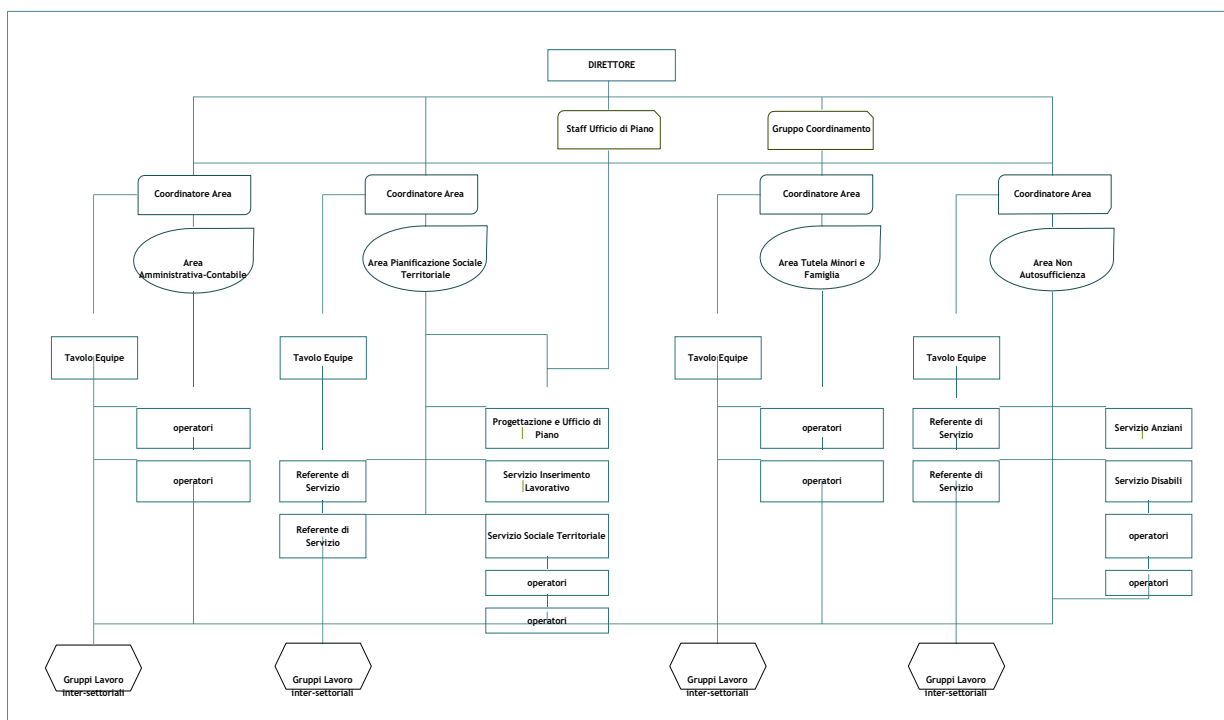 DIRETTORE
Staff Ufficio di Piano
Gruppo Coordinamento
Coordinatore Area
Coordinatore Area
Coordinatore Area
Coordinatore Area
Area
Amministrativa-Contabile
Area Pianificazione Sociale
Territoriale
Area Tutela Minori e
Famiglia
Area Non
Autosufficienza
Tavolo Equipe
Tavolo Equipe
Tavolo Equipe
Tavolo Equipe
operatori
Progettazione e Ufficio di
Piano
operatori
Referente di
Servizio
Servizio Anziani
operatori
Referente di
Servizio
Servizio Inserimento
Lavorativo
operatori
Referente di
Servizio
Servizio Disabili
Referente di
Servizio
Servizio Sociale Territoriale
operatori
operatori
operatori
operatori
Gruppi Lavoro
inter-settoriali
Gruppi Lavoro
inter-settoriali
Gruppi Lavoro
inter-settoriali
Gruppi Lavoro
inter-settoriali